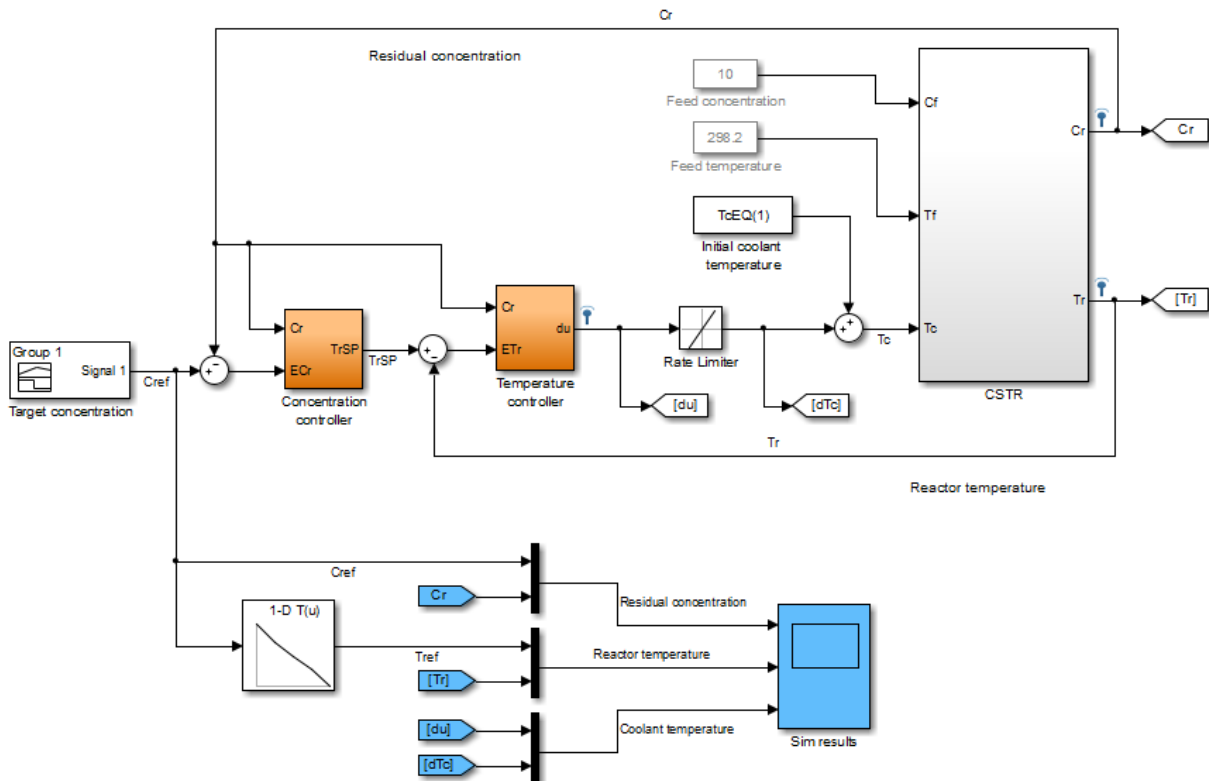 Cr
Residual concentration
10
Feed concentration
298.2
Feed temperature
TcEQ(1)
Initial coolant
temperature
Cf
Tf
Tc
Cr
Tr
CSTR
Cr
[Tr]
Group 1
Signal 1
Target concentration
Cref
+
−
Cr
ECr
TrSP
Concentration
controller
TrSP
+
−
Cr
ETr
du
Temperature
controller
Rate Limiter
[du]
[dTc]
+
+
Tc
Tr
Reactor temperature
Cref
Cr
Residual concentration
1-D T(u)
Tref
[Tr]
Reactor temperature
[du]
[dTc]
Coolant temperature
Sim results